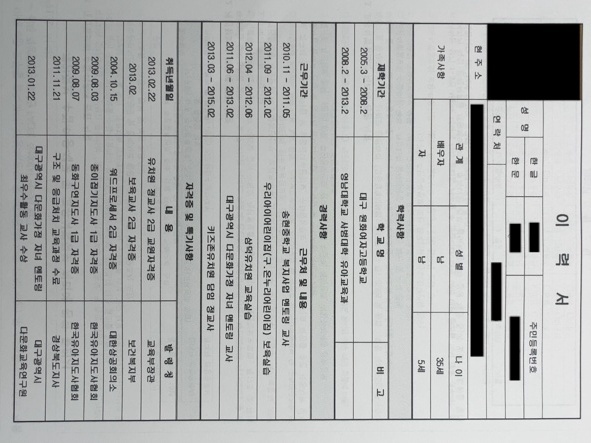 이 력 서
성 명
한글
주민등록번호
한문
연 락 처
현 주 소
가족사항
관 계
성 별
나 이
배우자
남
35세
자
남
5세
학력사항
재학기간
학 교 명
비 고
2005.3 - 2008.2
대구 원화여자고등학교
2008.2 - 2013.2
영남대학교 사범대학 유아교육과
경력사항
근무기간
근무처 및 내용
2010.11 - 2011.05
송현중학교 복지사업 멘토링 교사
2011.09 - 2012.02
우리아이어린이집(구.온누리어린이집) 보육실습
2012.04 - 2012.06
삼덕유치원 교육실습
2011.06 - 2013.02
대구광역시 다문화가정 자녀 멘토링 교사
2013.03 - 2015.02
키즈존유치원 담임 정교사
자격증 및 특기사항
취득년월일
내 용
발 령 청
2013.02.22
유치원 정교사 2급 교원자격증
교육부장관
2013.02
보육교사 2급 자격증
보건복지부
2004.10.15
워드프로세서 2급 자격증
대한상공회의소
2009.08.03
종이접기지도사 1급 자격증
한국유아지도사협회
2009.08.07
동화구연지도사 1급 자격증
한국유아지도사협회
2011.11.21
구조 및 응급처치 교육과정 수료
경상북도지사
2013.01.22
대구광역시 다문화가정 자녀 멘토링
최우수활동 교사 수상
대구광역시
다문화교육연구원